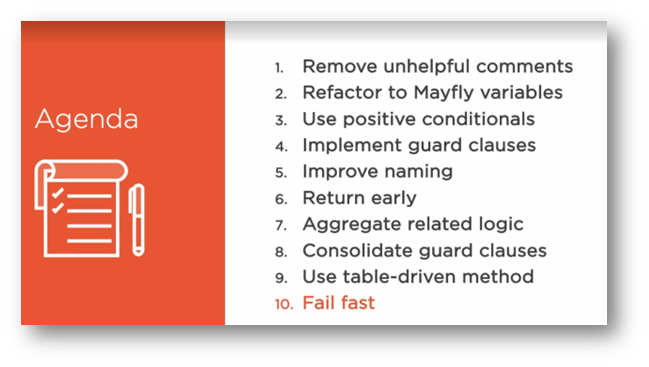 Agenda
1. Remove unhelpful comments
2. Refactor to Mayfly variables
3. Use positive conditionals
4. Implement guard clauses
5. Improve naming
6. Return early
7. Aggregate related logic
8. Consolidate guard clauses
9. Use table-driven method
10. Fail fast